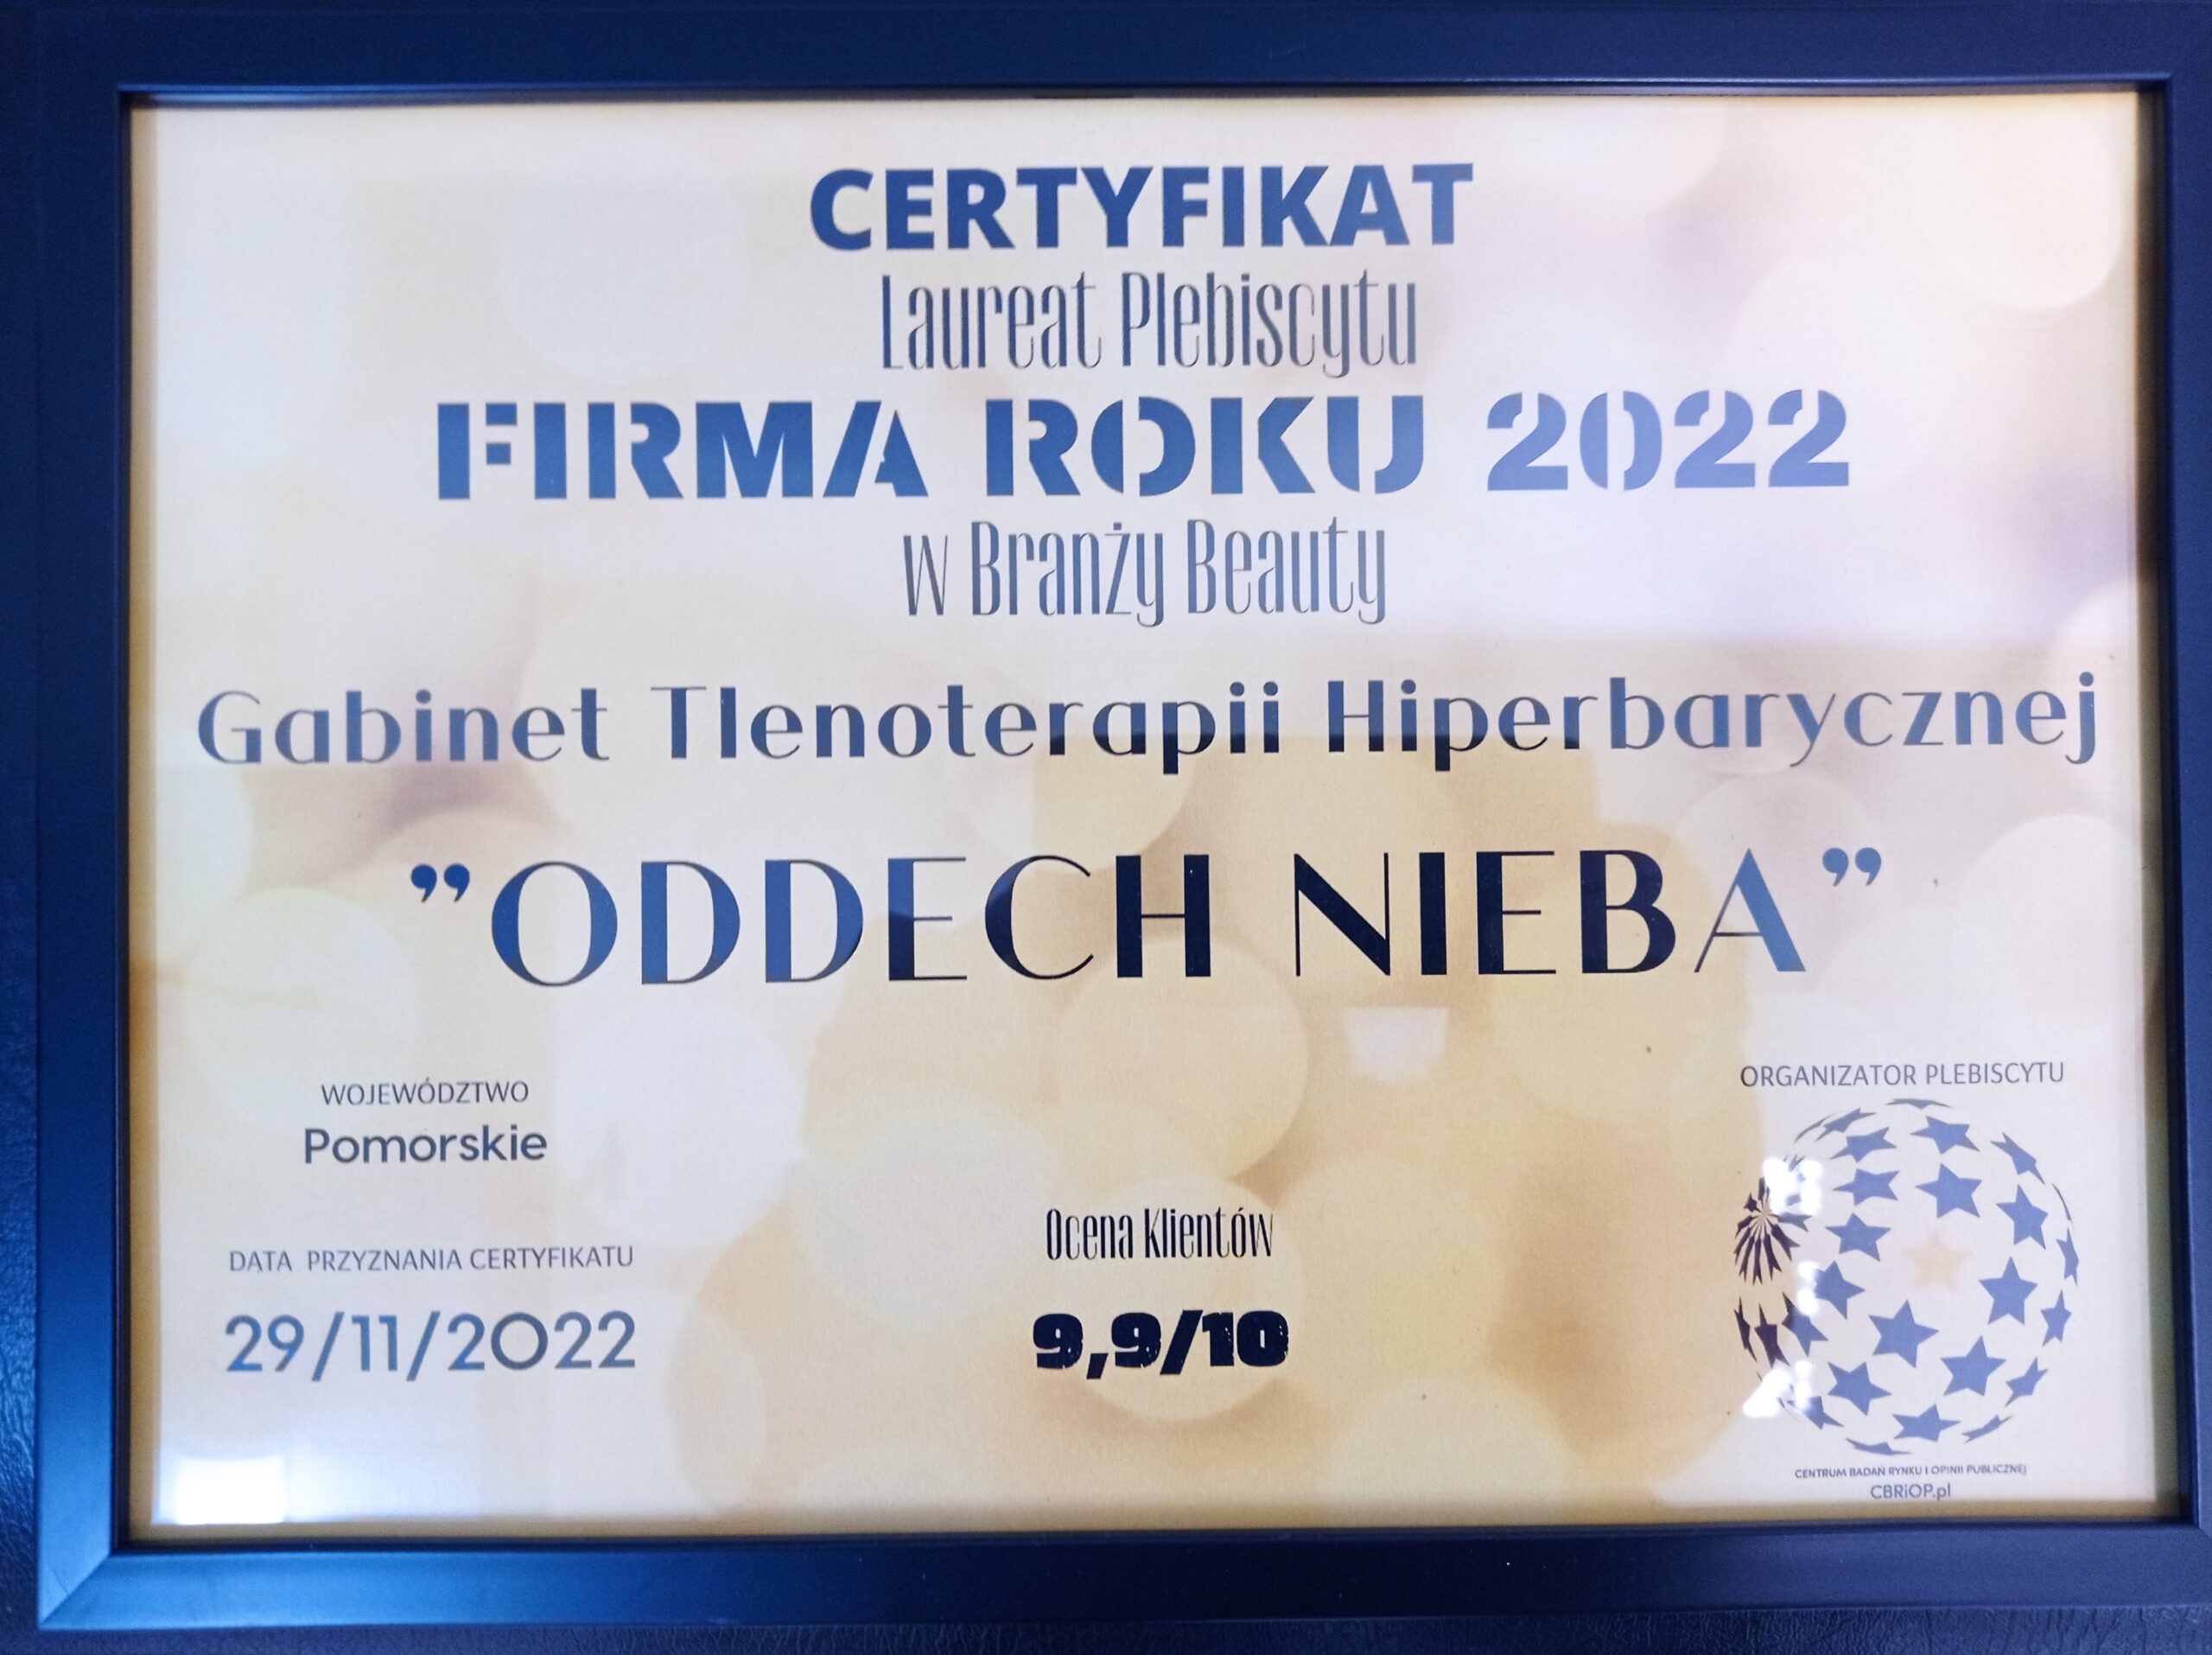 CERTYFIKAT
Laureat Plebiscytu
FIRMA ROKU 2022
w Branży Beauty
Gabinet Tlenoterapii Hiperbarycznej
”ODDECH NIEBA”
WOJEWÓDZTWO
Pomorskie
DATA PRZYZNANIA CERTYFIKATU
29/11/2022
Ocena Klientów
9,9/10
ORGANIZATOR PLEBISCYTU
CENTRUM BADAŃ RYNKU I OPINII PUBLICZNEJ
CBRiOP.pl